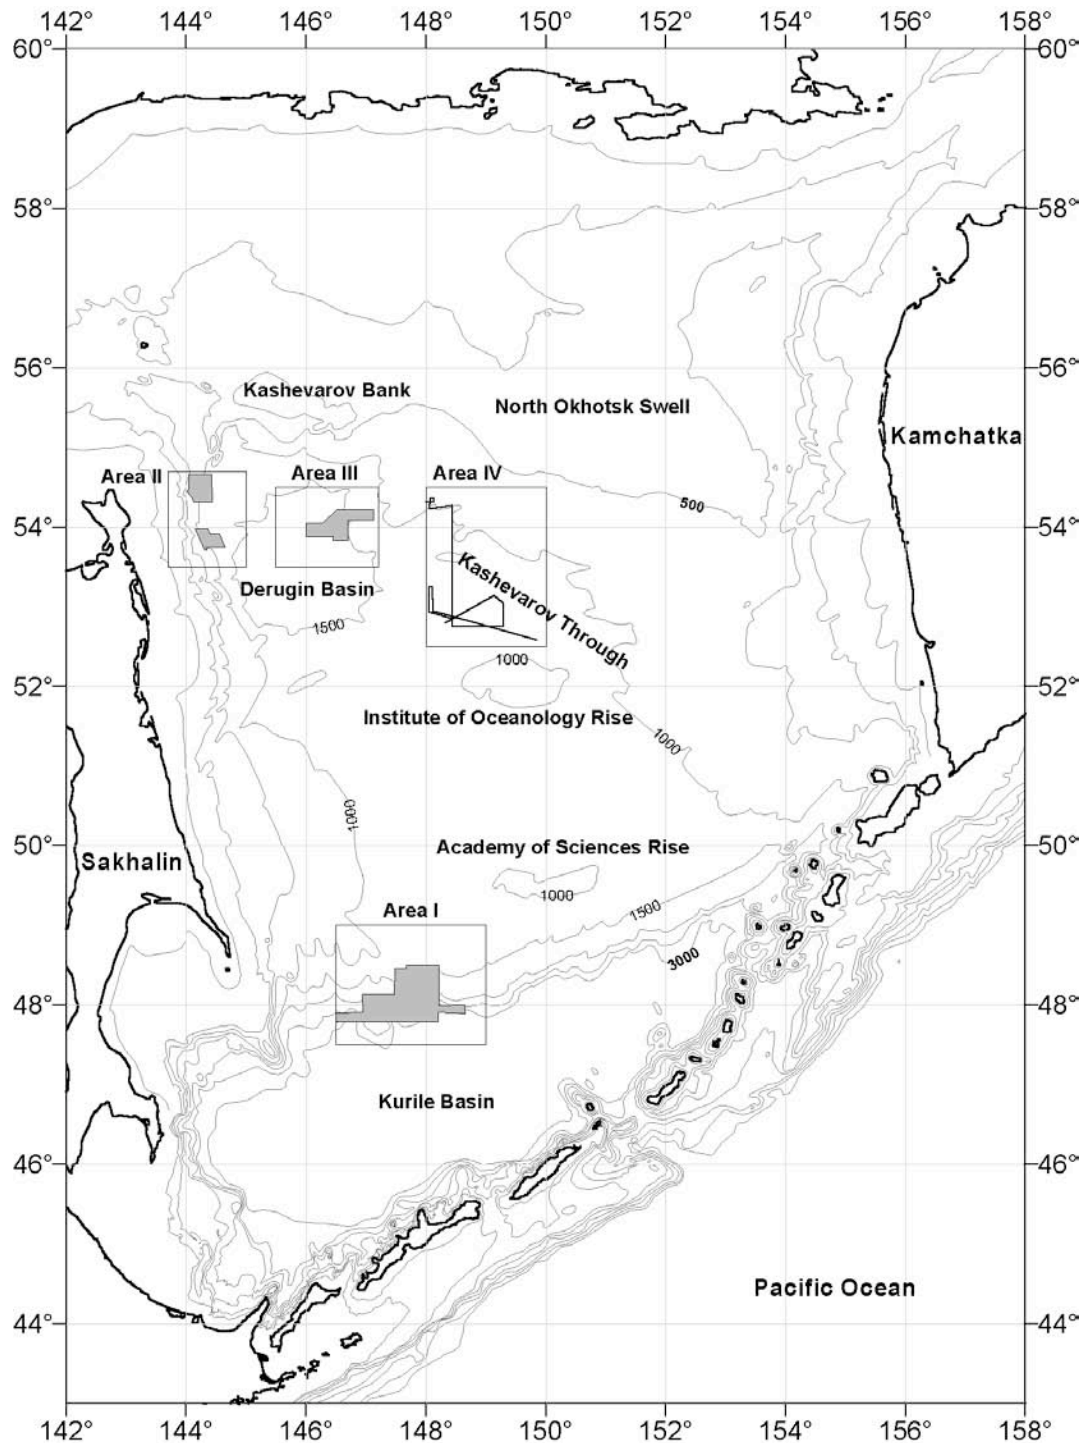 142° 144° 146° 148° 150° 152° 154° 156° 158°
60° 60°
58° 58°
56° 56°
Kashevarov Bank
North Okhotsk Swell
Kamchatka
Area II Area III Area IV
500
54° 54°
Kashevarov Through
Derugin Basin
1500
1000
52° 52°
Institute of Oceanology Rise
1000
1000
50° 50°
Academy of Sciences Rise
Sakhalin
1000
Area I
1500
3000
48° 48°
Kurile Basin
46° 46°
Pacific Ocean
44° 44°
142° 144° 146° 148° 150° 152° 154° 156° 158°